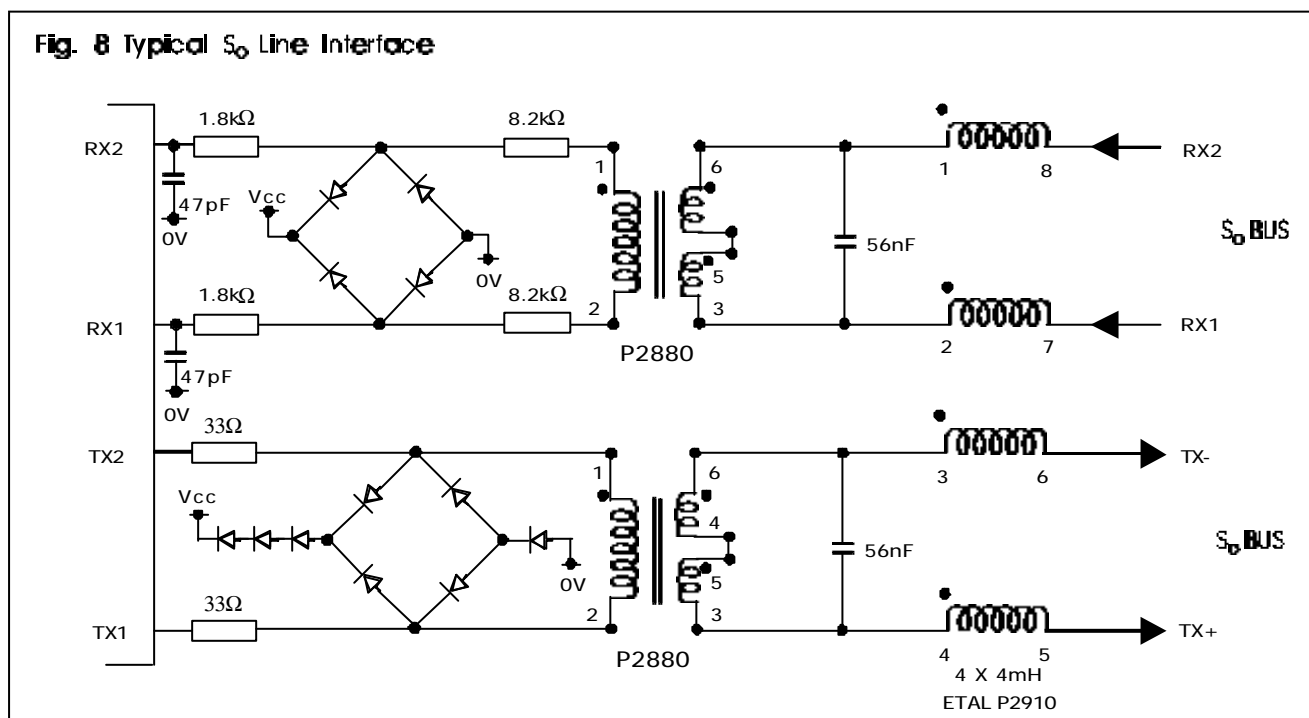 Fig. 8 Typical So Line Interface
1.8kΩ 8.2kΩ
RX2 1 6 1 8 RX2
47pF Vcc
0V 0V 56nF So BUS
1.8kΩ 8.2kΩ 5
RX1 2 3 2 7 RX1
47pF P2880
0V
33Ω
TX2 1 6 3 6 TX-
Vcc 4
0V 56nF So BUS
33Ω 5
TX1 2 3 TX+
P2880 4 5
4 X 4mH
ETAL P2910